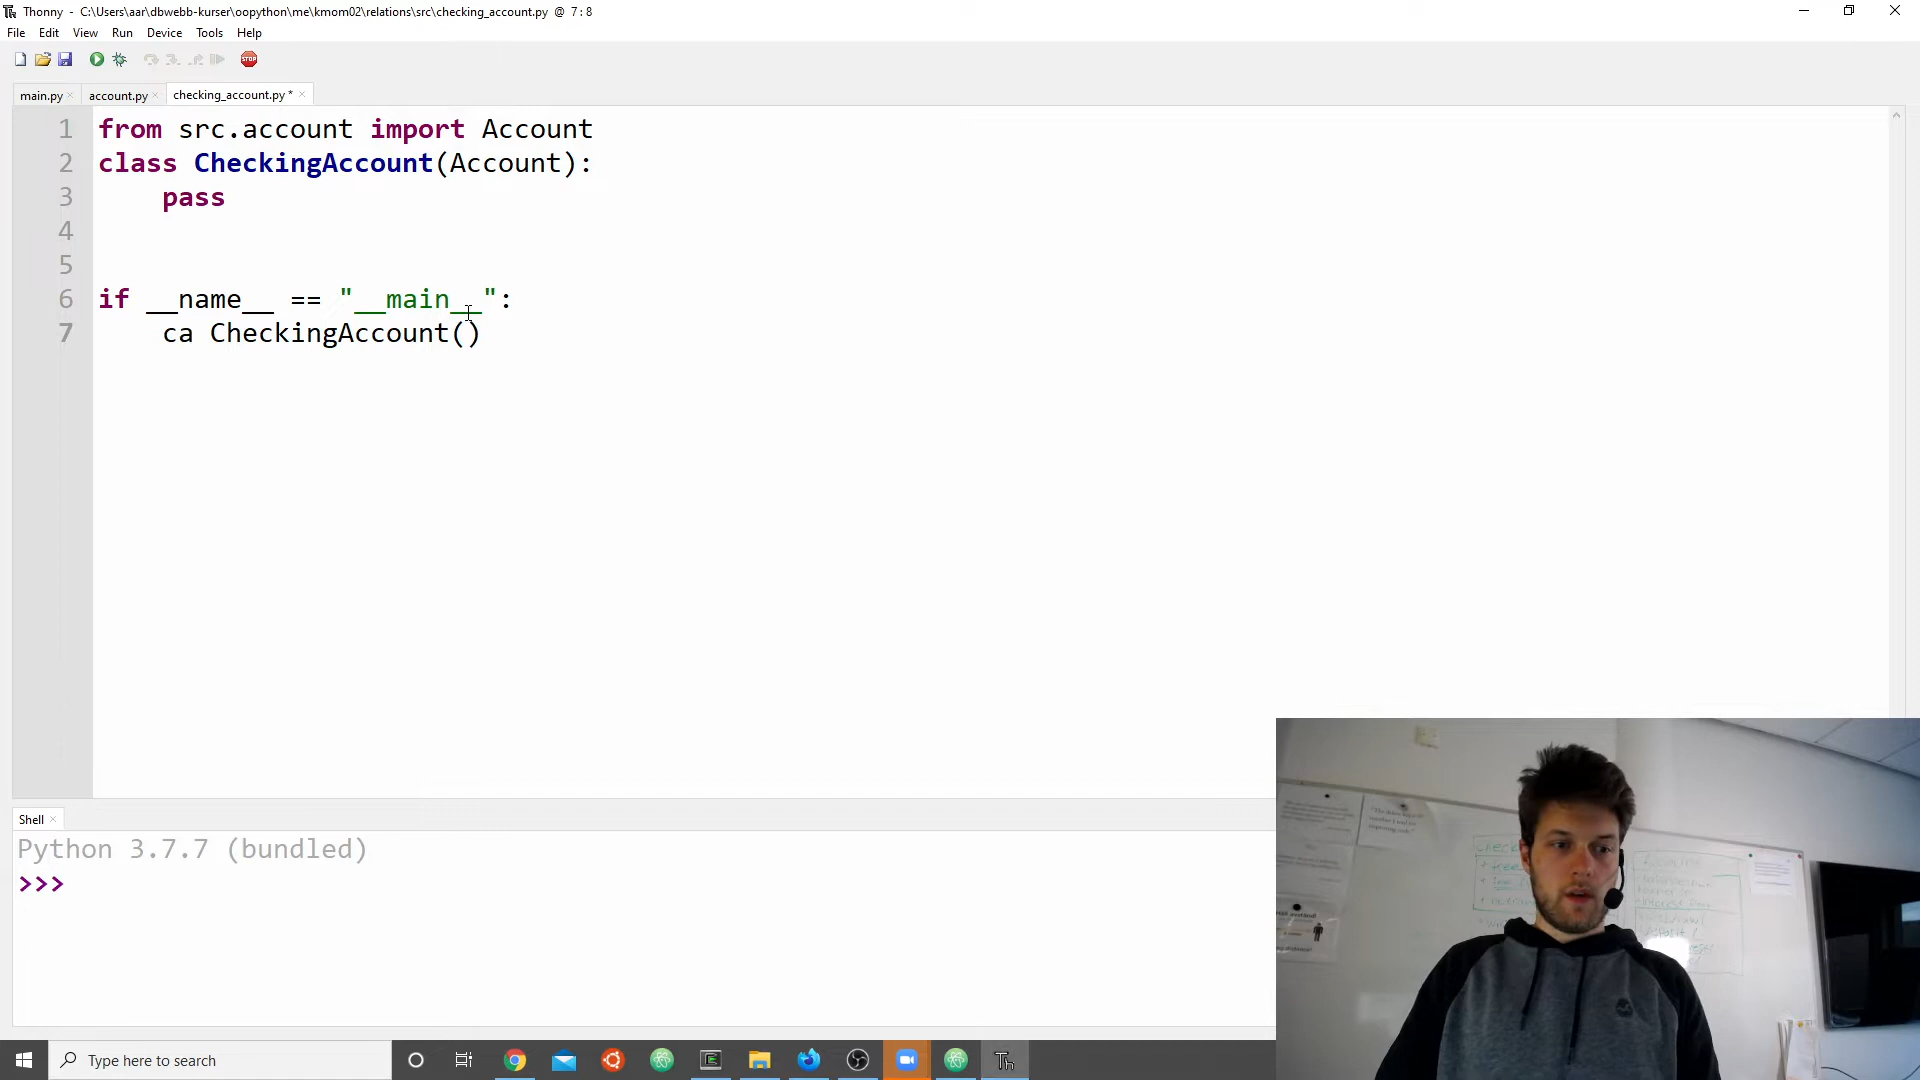 Thonny - C:\Users\aar\dbwebb-kurser\oopython\me\kmom02\relations\src\checking_account.py @ 7:8
File Edit View Run Device Tools Help
STOP
main.py × account.py × checking_account.py * ×
1 from src.account import Account
2 class CheckingAccount(Account):
3     pass
4
5
6 if __name__ == "__main__":
7     ca CheckingAccount()
Shell ×
Python 3.7.7 (bundled)
>>>
Type here to search
Th